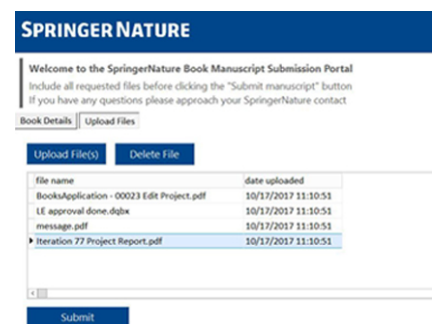 SPRINGER NATURE
Welcome to the SpringerNature Book Manuscript Submission Portal
Include all requested files before clicking the "Submit manuscript" button
If you have any questions please approach your SpringerNature contact
Book Details Upload Files
Upload File(s) Delete File
file name date uploaded
BooksApplication - 00023 Edit Project.pdf 10/17/2017 11:10:51
LE approval done.dqbx 10/17/2017 11:10:51
message.pdf 10/17/2017 11:10:51
Iteration 77 Project Report.pdf 10/17/2017 11:10:51
Submit